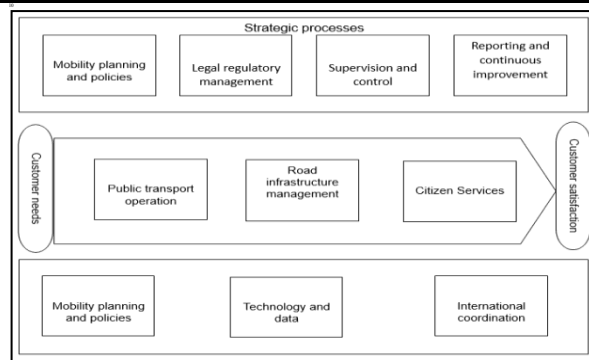 Strategic processes
Mobility planning
and policies
Legal regulatory
management
Supervision and
control
Reporting and
continuous
improvement
Customer needs
Public transport
operation
Road
infrastructure
management
Citizen Services
Customer satisfaction
Mobility planning
and policies
Technology and
data
International
coordination